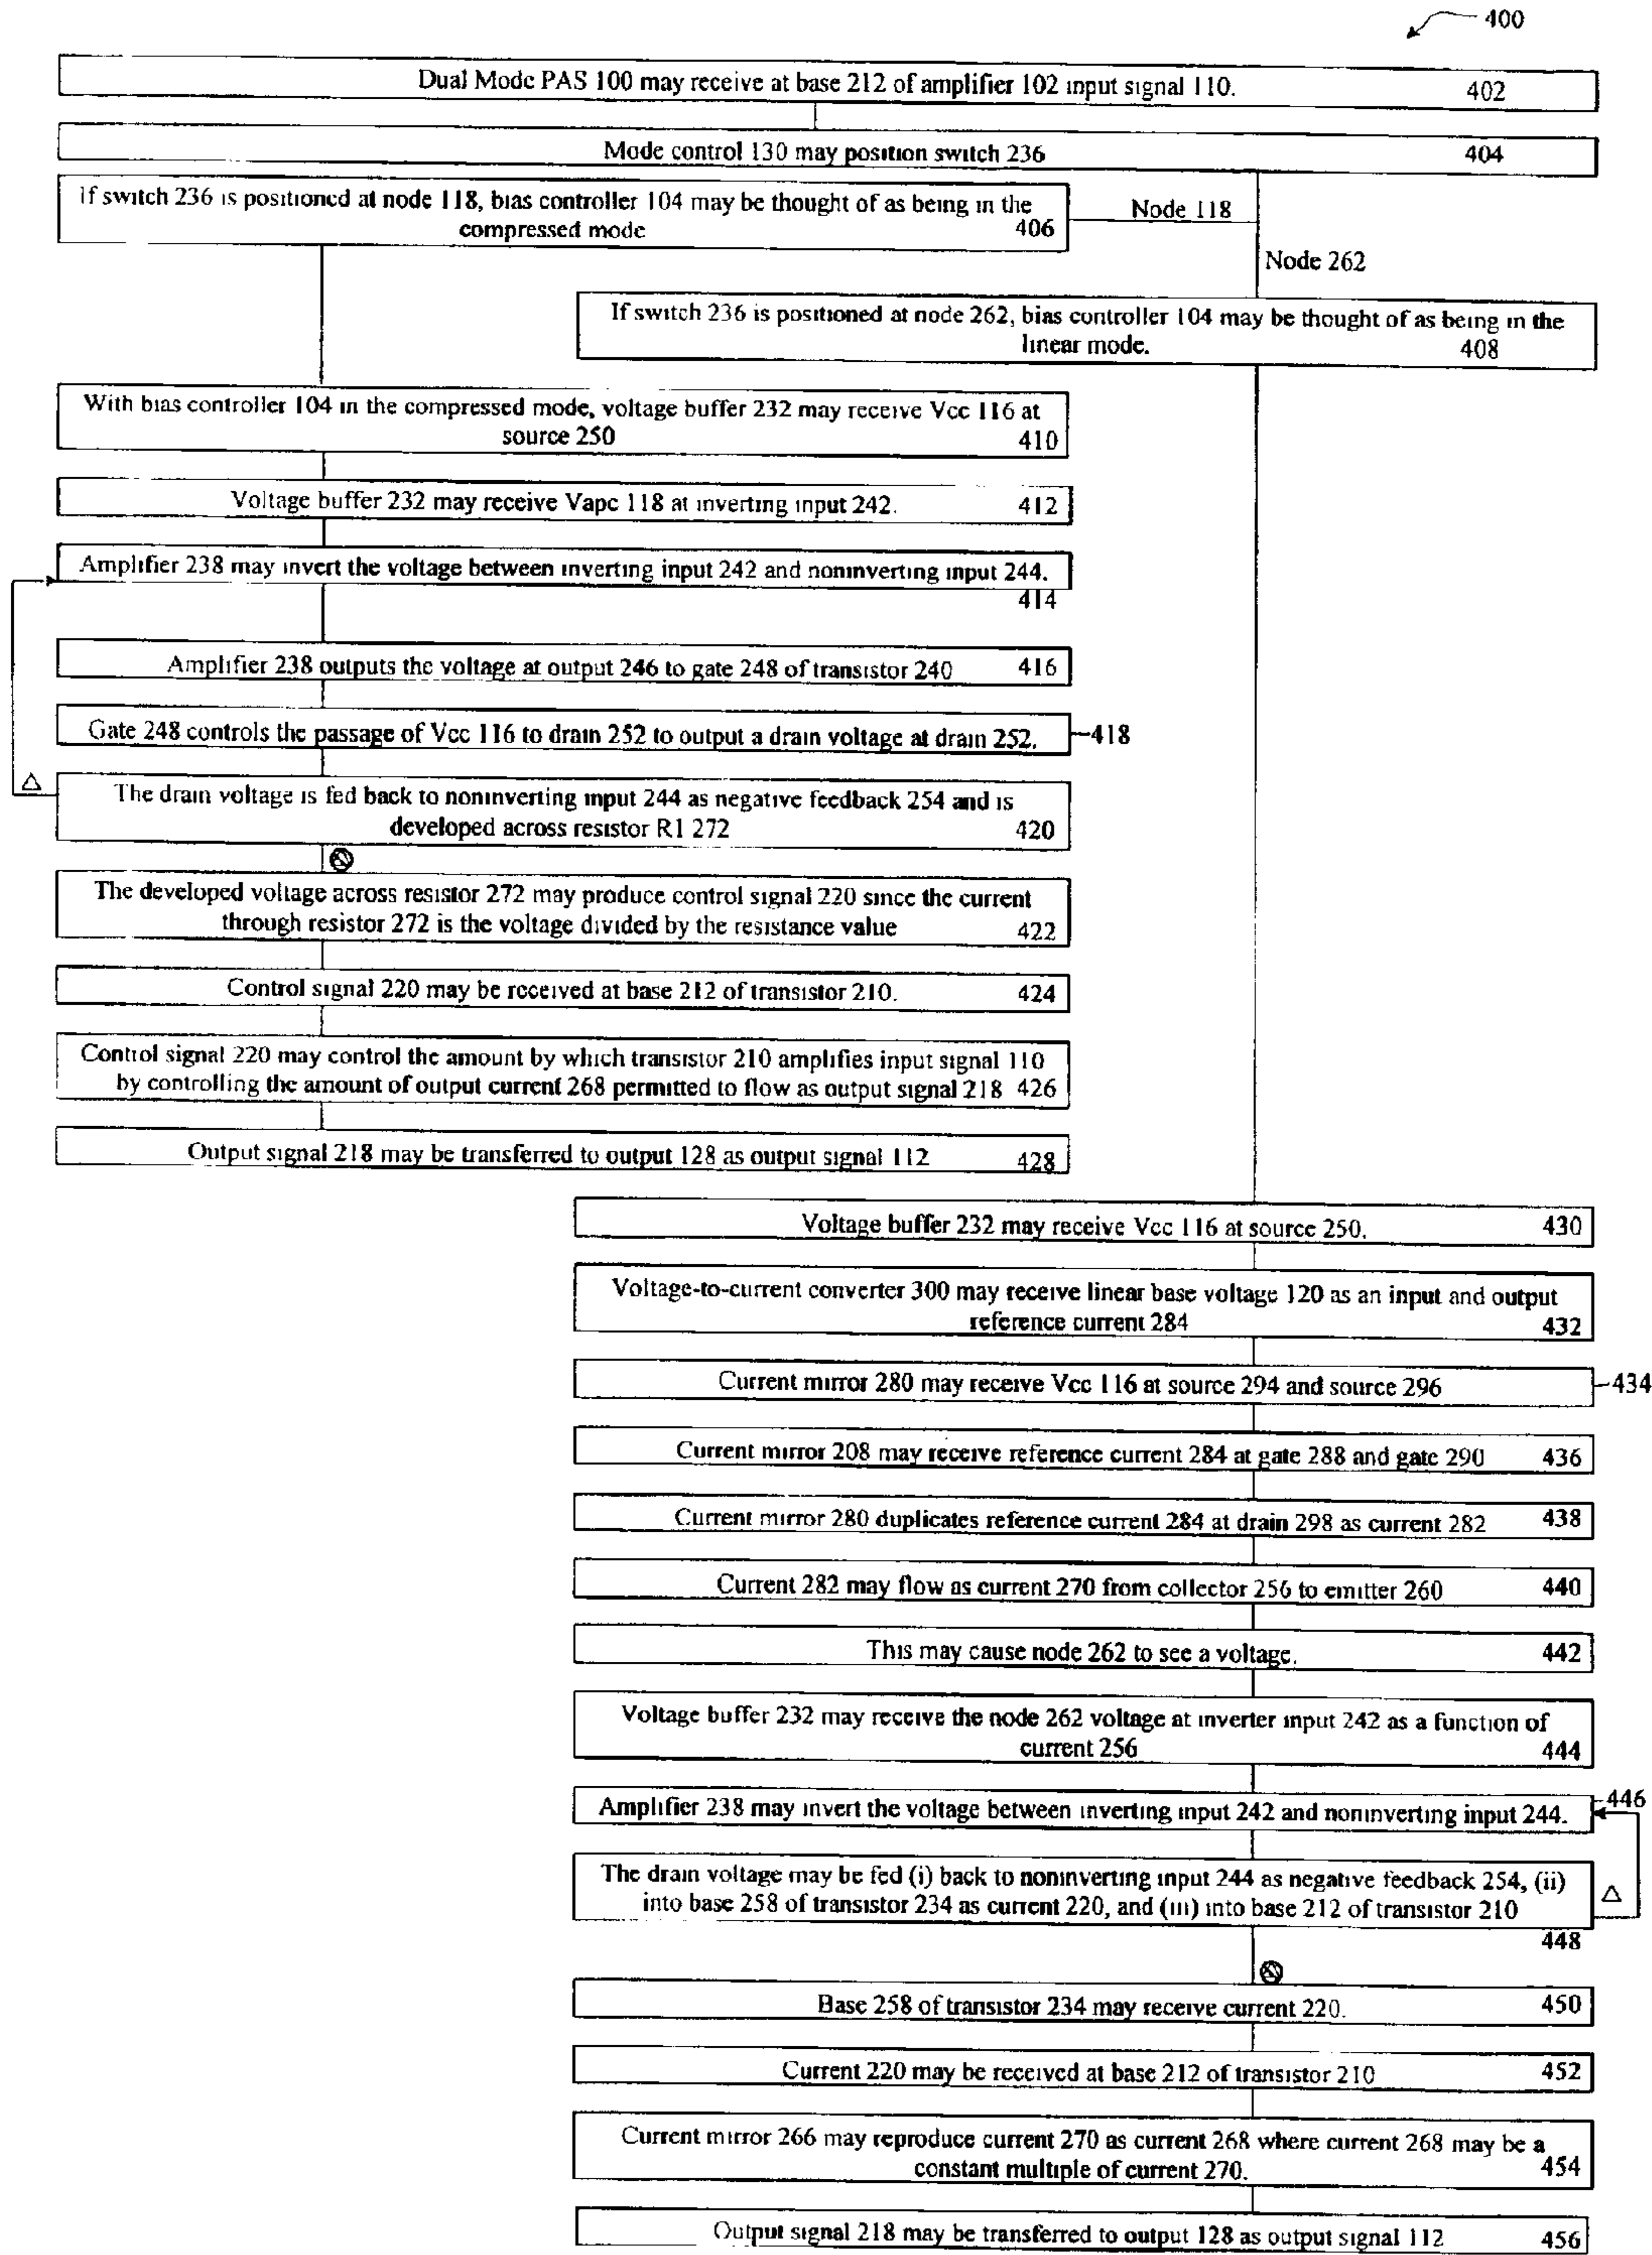 400
Dual Mode PAS 100 may receive at base 212 of amplifier 102 input signal 110.
402
Mode control 130 may position switch 236
404
If switch 236 is positioned at node 118, bias controller 104 may be thought of as being in the
compressed mode
406
Node 118
Node 262
If switch 236 is positioned at node 262, bias controller 104 may be thought of as being in the
linear mode.
408
With bias controller 104 in the compressed mode, voltage buffer 232 may receive Vcc 116 at
source 250
410
Voltage buffer 232 may receive Vapc 118 at inverting input 242.
412
Amplifier 238 may invert the voltage between inverting input 242 and noninverting input 244.
414
Amplifier 238 outputs the voltage at output 246 to gate 248 of transistor 240
416
Gate 248 controls the passage of Vcc 116 to drain 252 to output a drain voltage at drain 252.
418
The drain voltage is fed back to noninverting input 244 as negative feedback 254 and is
developed across resistor R1 272
420
The developed voltage across resistor 272 may produce control signal 220 since the current
through resistor 272 is the voltage divided by the resistance value
422
Control signal 220 may be received at base 212 of transistor 210.
424
Control signal 220 may control the amount by which transistor 210 amplifies input signal 110
by controlling the amount of output current 268 permitted to flow as output signal 218
426
Output signal 218 may be transferred to output 128 as output signal 112
428
Voltage buffer 232 may receive Vcc 116 at source 250.
430
Voltage-to-current converter 300 may receive linear base voltage 120 as an input and output
reference current 284
432
Current mirror 280 may receive Vcc 116 at source 294 and source 296
434
Current mirror 208 may receive reference current 284 at gate 288 and gate 290
436
Current mirror 280 duplicates reference current 284 at drain 298 as current 282
438
Current 282 may flow as current 270 from collector 256 to emitter 260
440
This may cause node 262 to see a voltage.
442
Voltage buffer 232 may receive the node 262 voltage at inverter input 242 as a function of
current 256
444
Amplifier 238 may invert the voltage between inverting input 242 and noninverting input 244.
446
The drain voltage may be fed (i) back to noninverting input 244 as negative feedback 254, (ii)
into base 258 of transistor 234 as current 220, and (iii) into base 212 of transistor 210
448
Base 258 of transistor 234 may receive current 220.
450
Current 220 may be received at base 212 of transistor 210
452
Current mirror 266 may reproduce current 270 as current 268 where current 268 may be a
constant multiple of current 270.
454
Output signal 218 may be transferred to output 128 as output signal 112
456